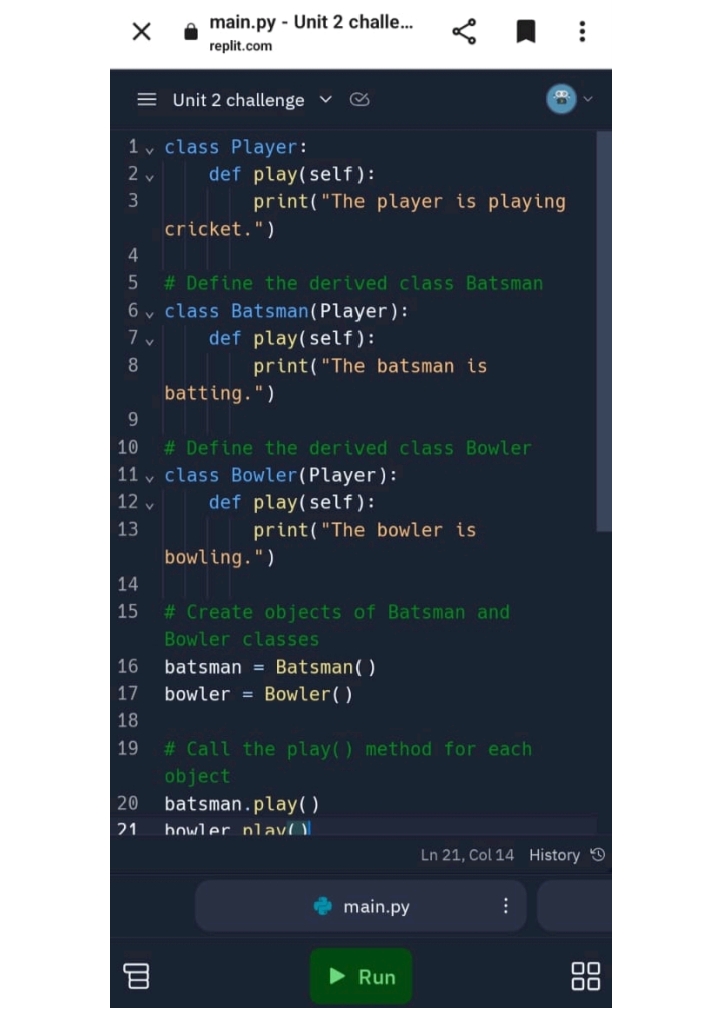 main.py - Unit 2 challe...
replit.com
Unit 2 challenge
1 class Player:
2 def play(self):
3 print("The player is playing
cricket.")
4
5 # Define the derived class Batsman
6 class Batsman(Player):
7 def play(self):
8 print("The batsman is
batting.")
9
10 # Define the derived class Bowler
11 class Bowler(Player):
12 def play(self):
13 print("The bowler is
bowling.")
14
15 # Create objects of Batsman and
Bowler classes
16 batsman = Batsman()
17 bowler = Bowler()
18
19 # Call the play() method for each
object
20 batsman.play()
21 bowler.play()
Ln 21, Col 14 History
main.py
Run